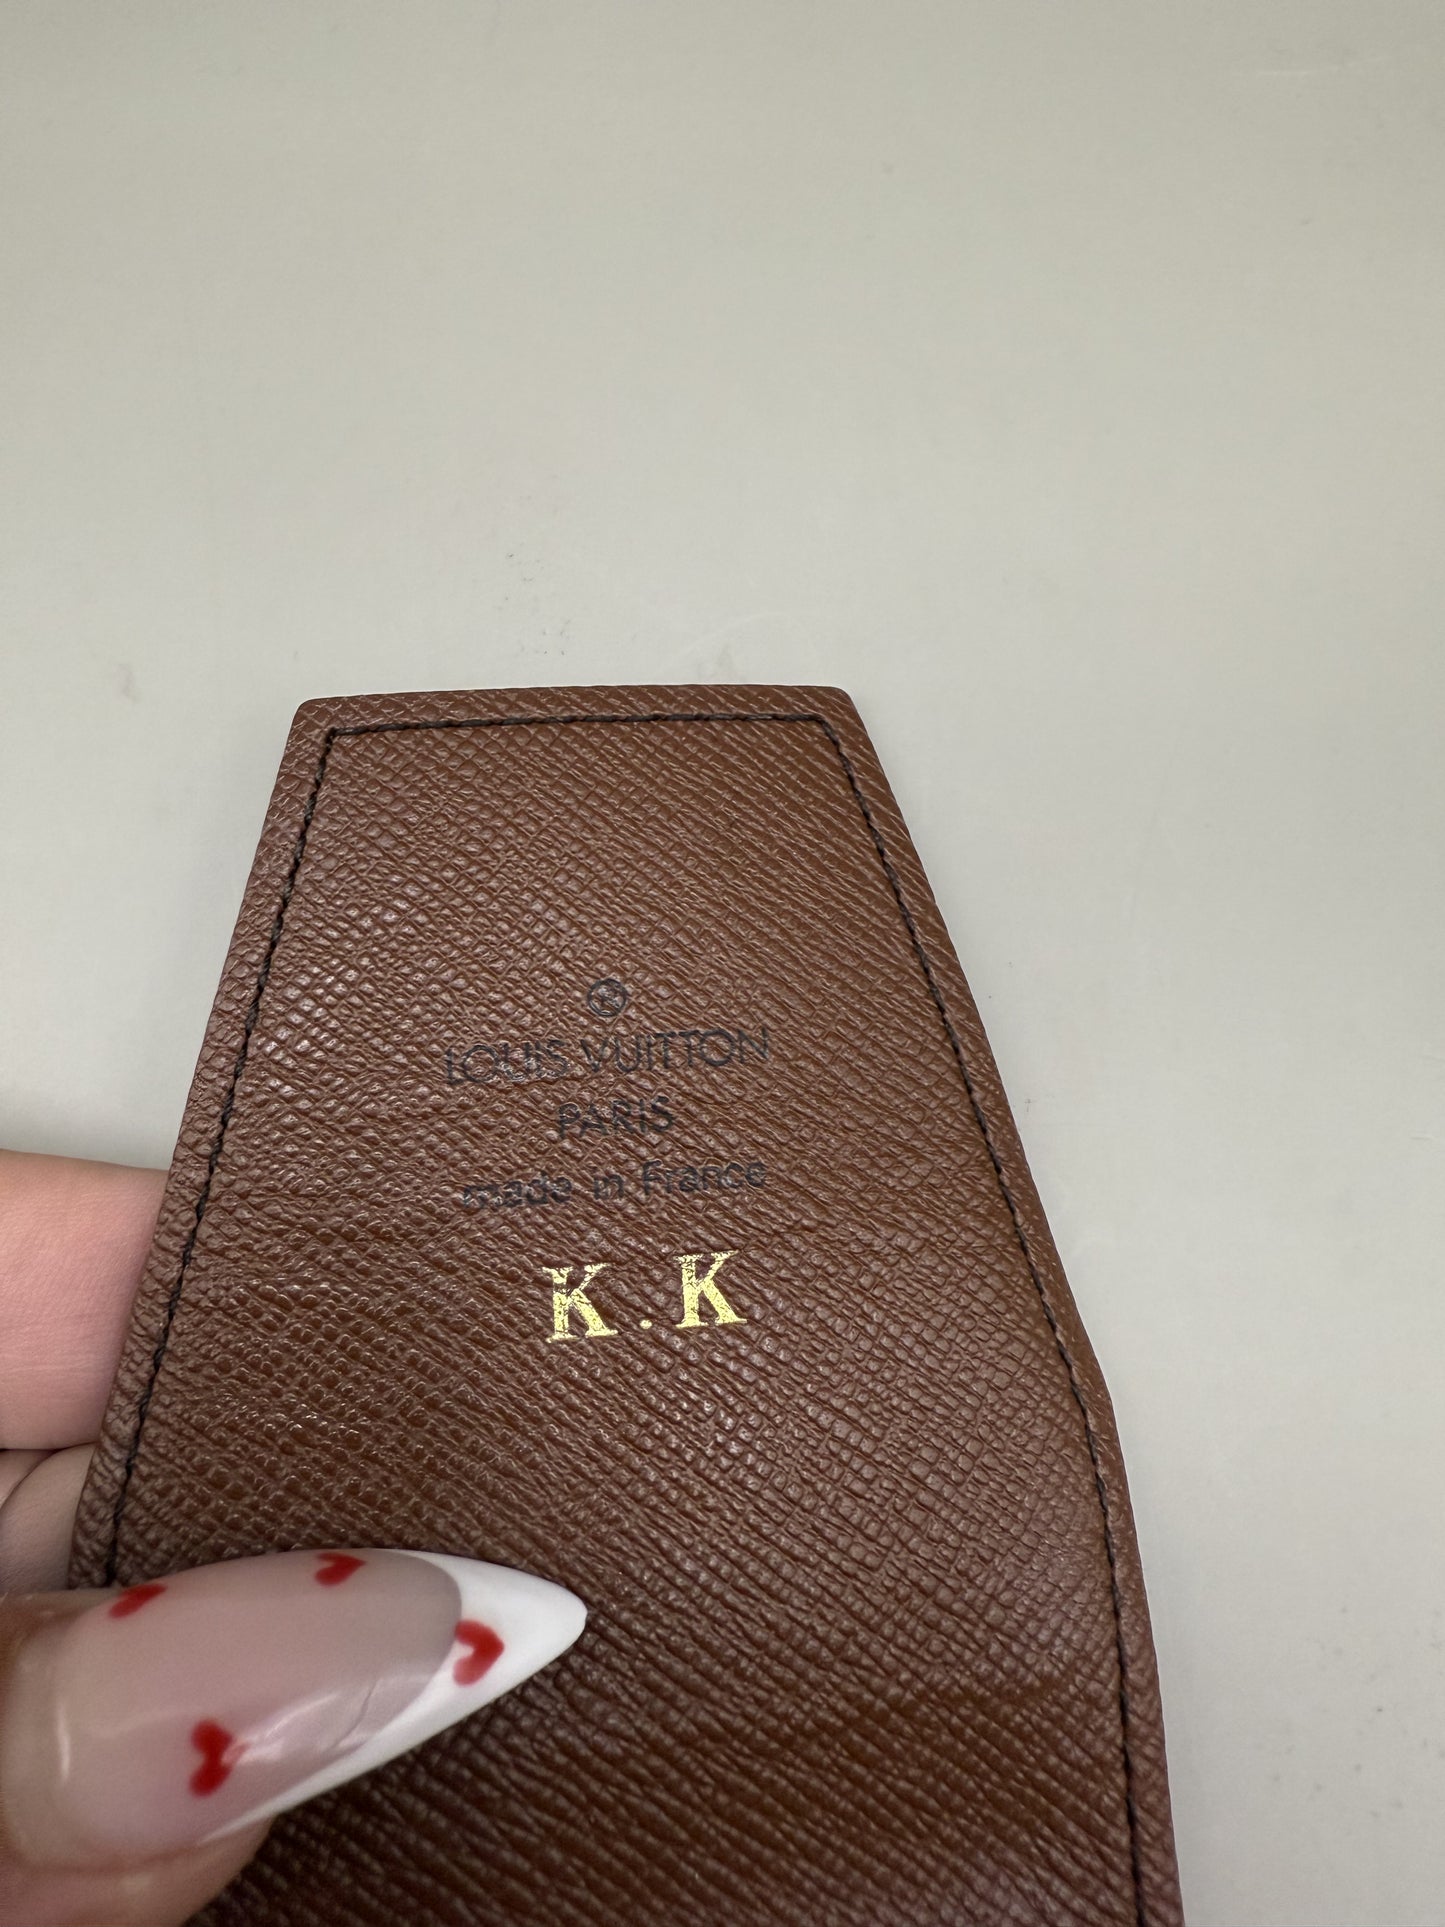 ®
LOUIS VUITTON
PARIS
made in France
K.K